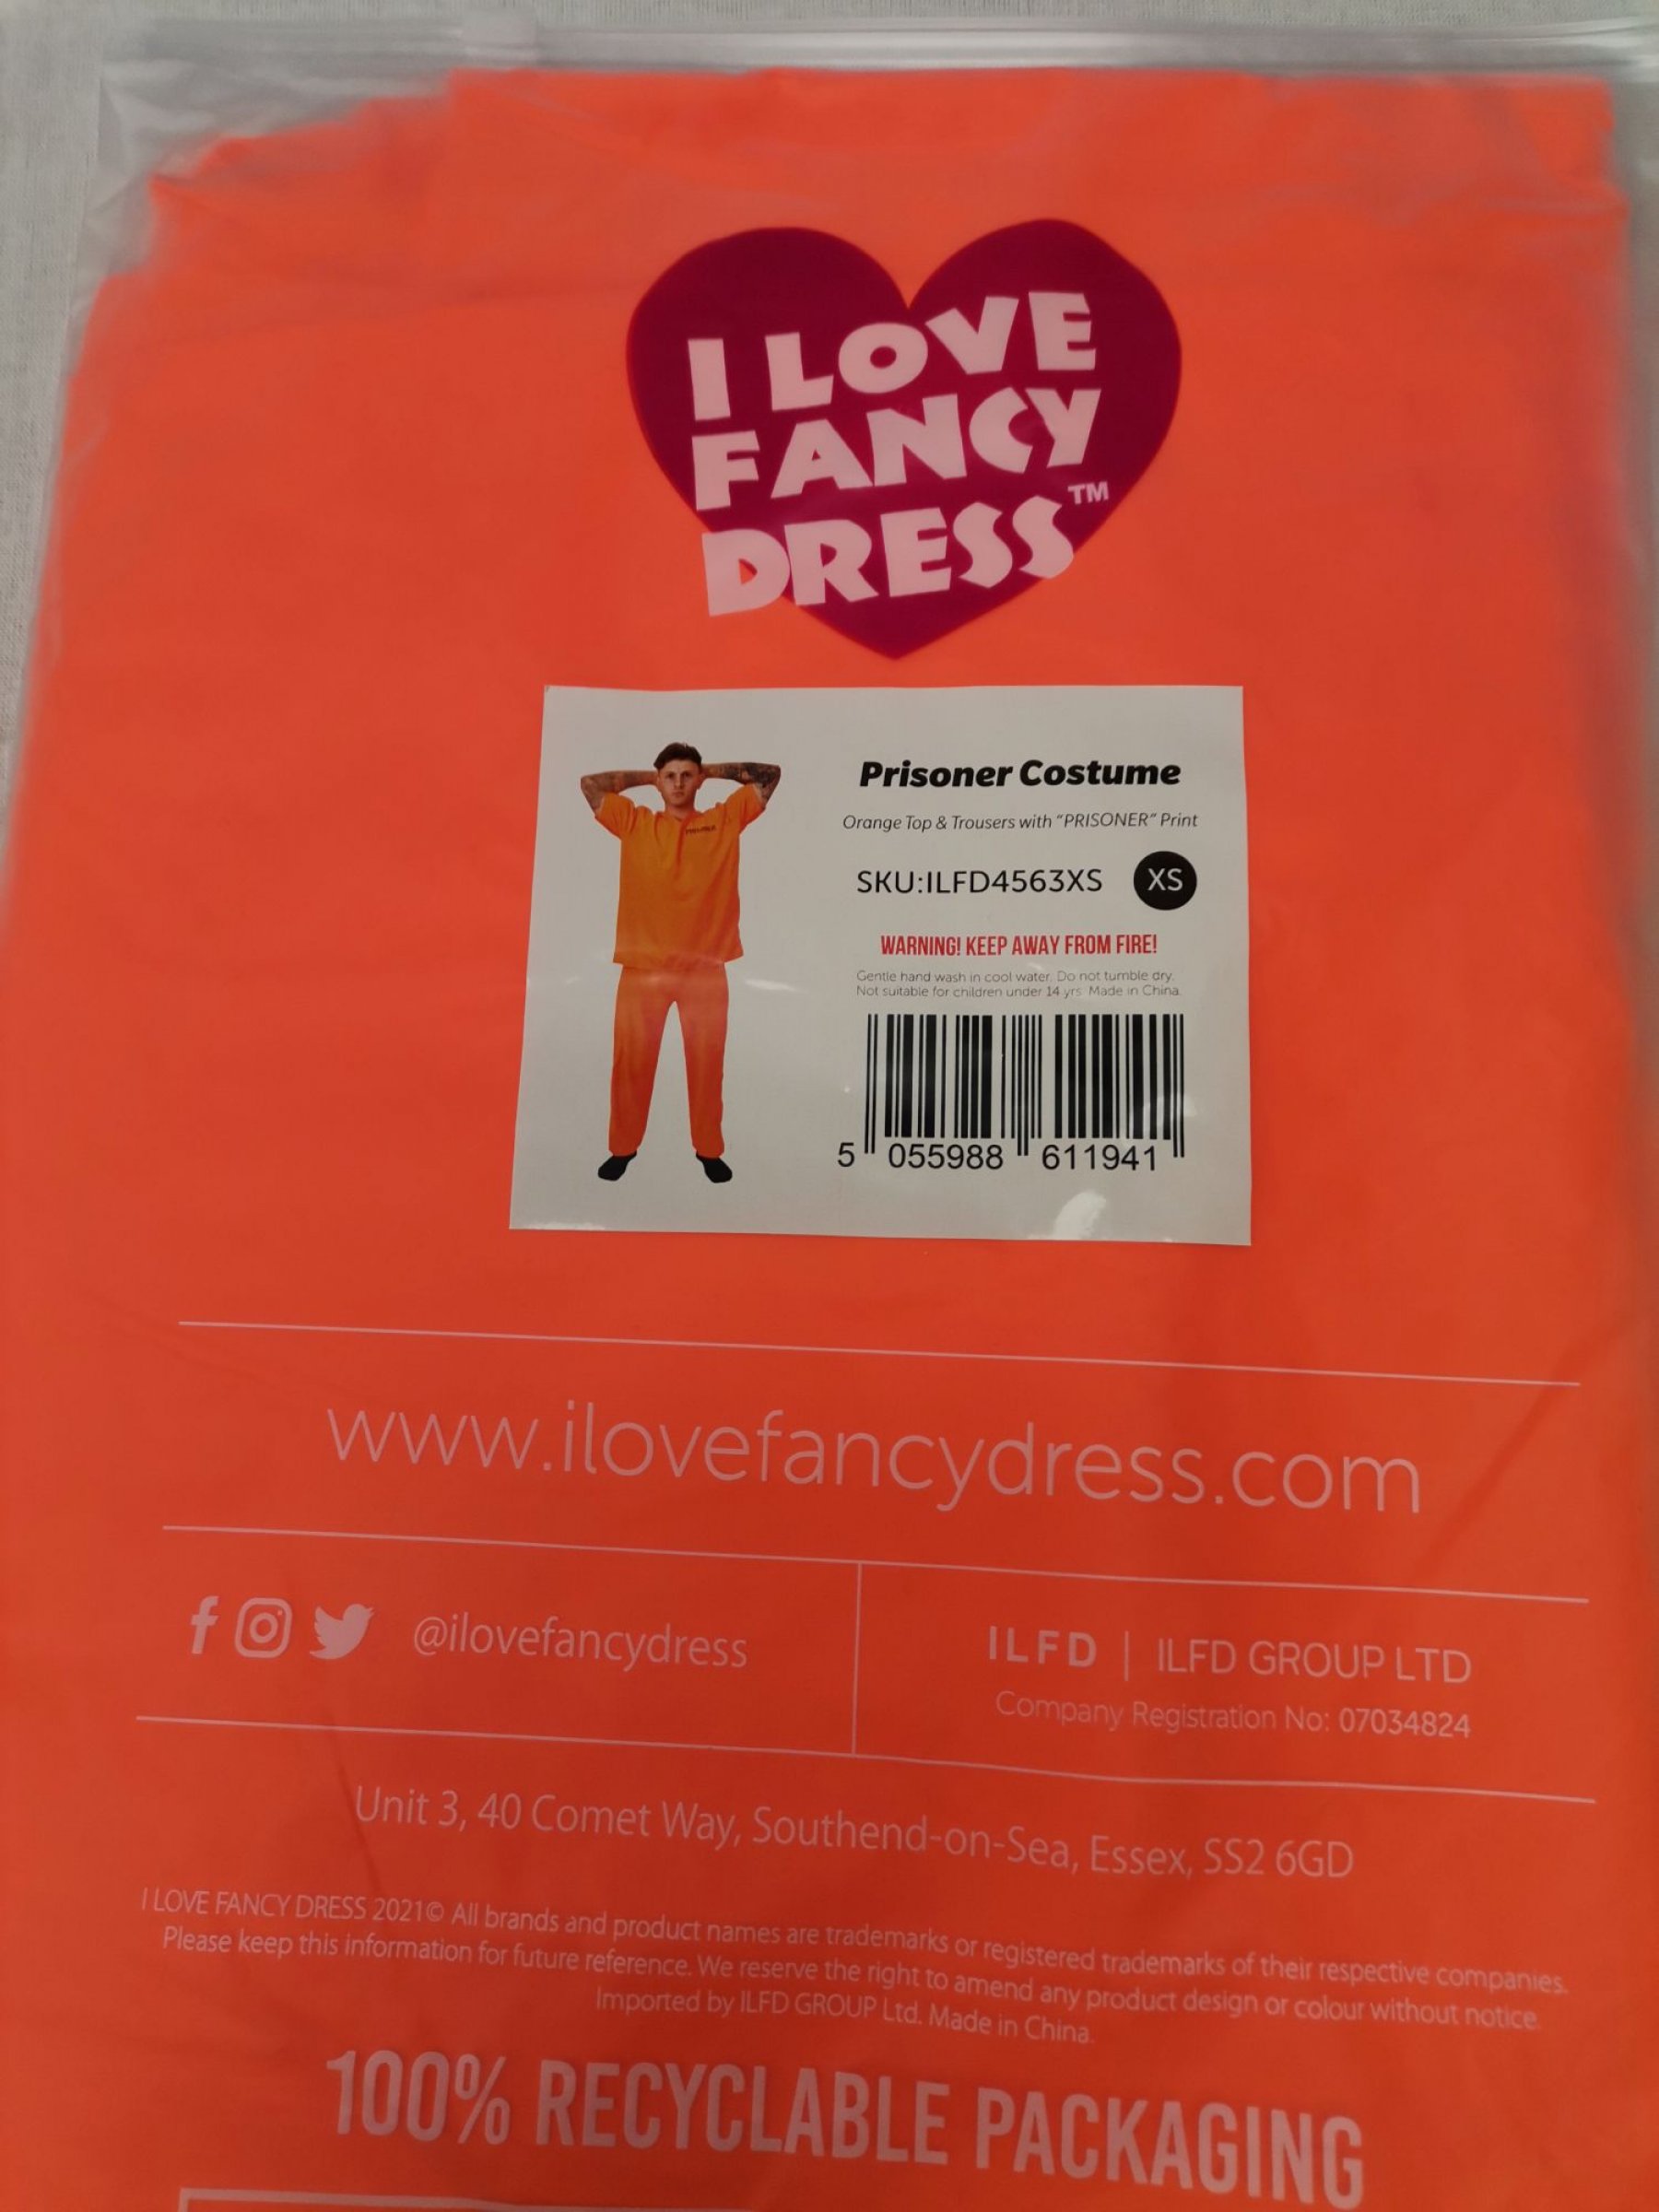 I LOVE
FANCY
DRESS™
Prisoner Costume
Orange Top & Trousers with "PRISONER" Print
SKU:ILFD4563XS XS
WARNING! KEEP AWAY FROM FIRE!
Gentle hand wash in cool water. Do not tumble dry.
Not suitable for children under 14 yrs. Made in China.
5 055988 611941
www.ilovefancydress.com
@ilovefancydress
ILFD | ILFD GROUP LTD
Company Registration No: 07034824
Unit 3, 40 Comet Way, Southend-on-Sea, Essex, SS2 6GD
I LOVE FANCY DRESS 2021© All brands and product names are trademarks or registered trademarks of their respective companies.
Please keep this information for future reference. We reserve the right to amend any product design or colour without notice.
Imported by ILFD GROUP Ltd. Made in China.
100% RECYCLABLE PACKAGING